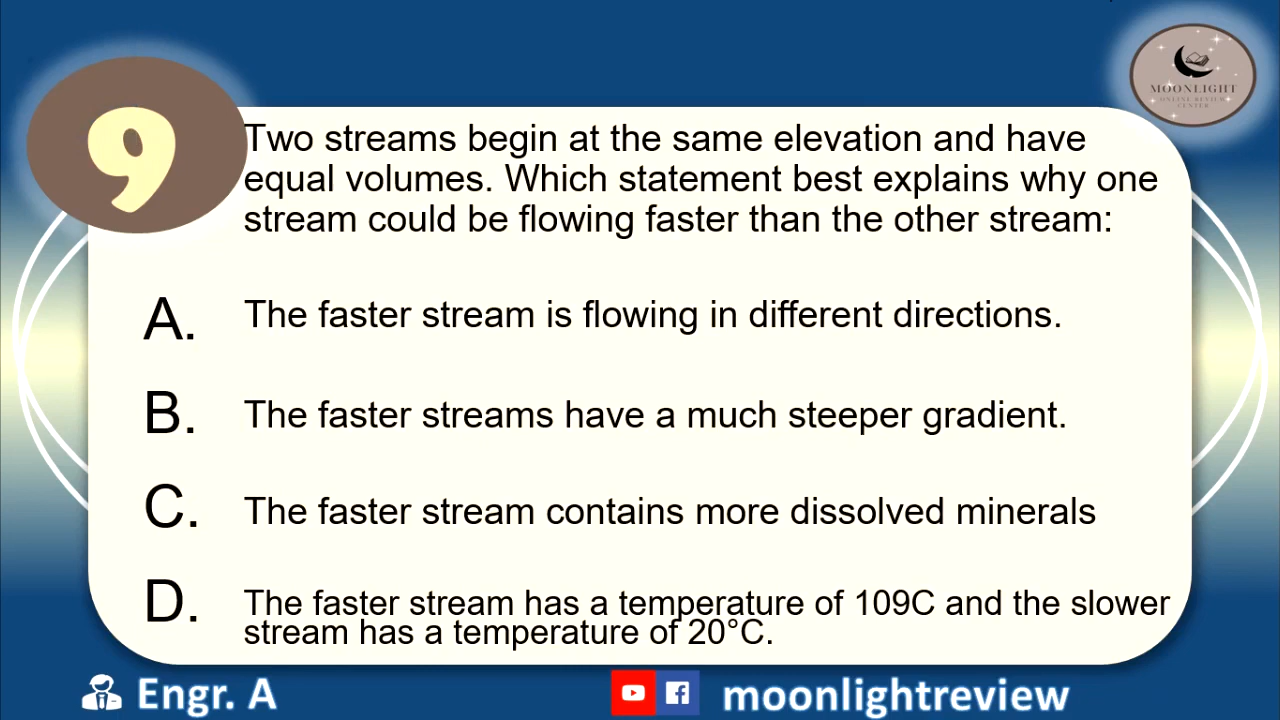 9
MOONLIGHT
ONLINE REVIEW
CENTER
Two streams begin at the same elevation and have
equal volumes. Which statement best explains why one
stream could be flowing faster than the other stream:
A. The faster stream is flowing in different directions.
B. The faster streams have a much steeper gradient.
C. The faster stream contains more dissolved minerals
D. The faster stream has a temperature of 109C and the slower
stream has a temperature of 20°C.
Engr. A
moonlightreview